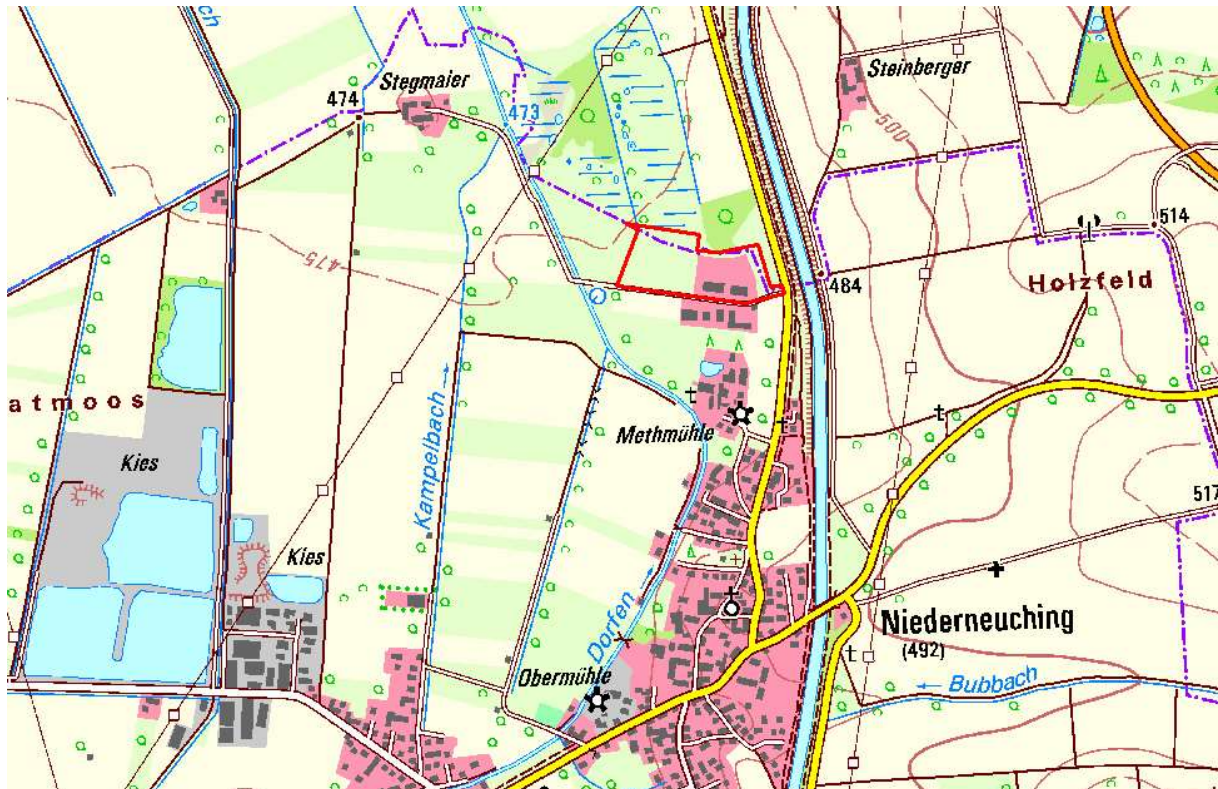 ch
Stegmaier
474
473
Steinberger
500
514
475
484
Holzfeld
atmoos
Kies
Kampelbach
Methmühle
517
Kies
Dorfen
Niederneuching
(492)
Obermühle
Bubbach